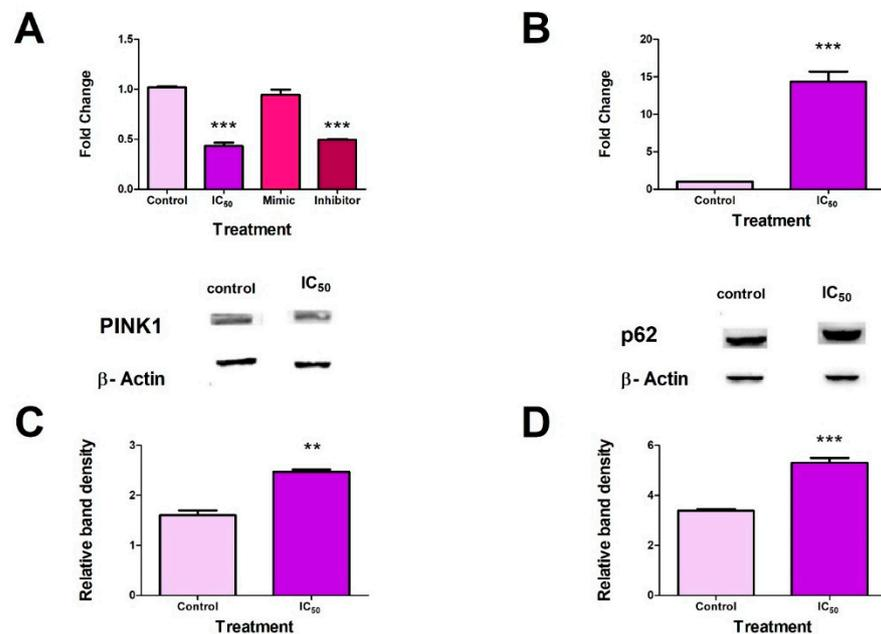 A
Fold Change
1.5
1.0
0.5
0.0
***
***
Control IC₅₀ Mimic Inhibitor
Treatment
B
Fold Change
20
15
10
5
0
***
Control IC₅₀
Treatment
control IC₅₀
PINK1
β- Actin
control IC₅₀
p62
β- Actin
C
Relative band density
3
2
1
0
**
Control IC₅₀
Treatment
D
Relative band density
6
4
2
0
***
Control IC₅₀
Treatment